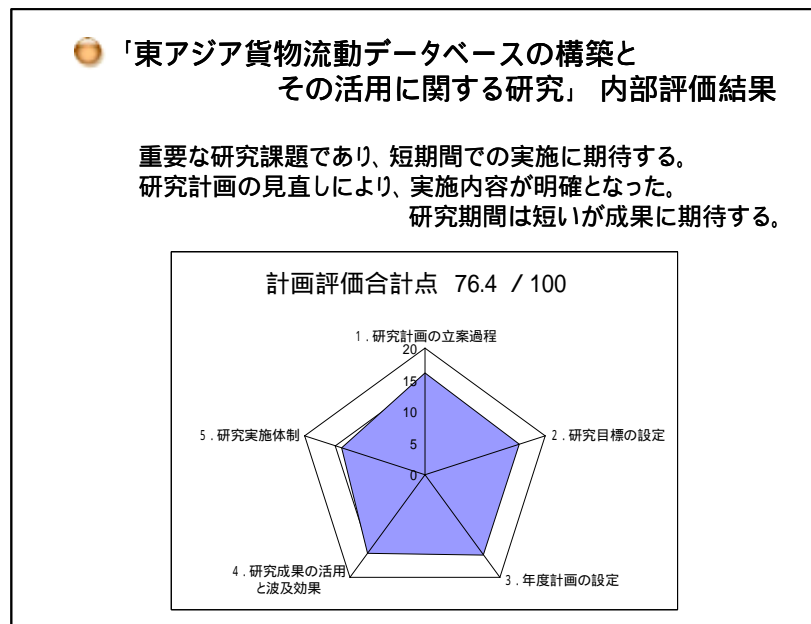 「東アジア貨物流動データベースの構築と
その活用に関する研究」 内部評価結果
重要な研究課題であり、短期間での実施に期待する。
研究計画の見直しにより、実施内容が明確となった。
研究期間は短いが成果に期待する。
計画評価合計点 76.4 / 100
1．研究計画の立案過程
20
15
10
5
0
5．研究実施体制
2．研究目標の設定
4．研究成果の活用
と波及効果
3．年度計画の設定